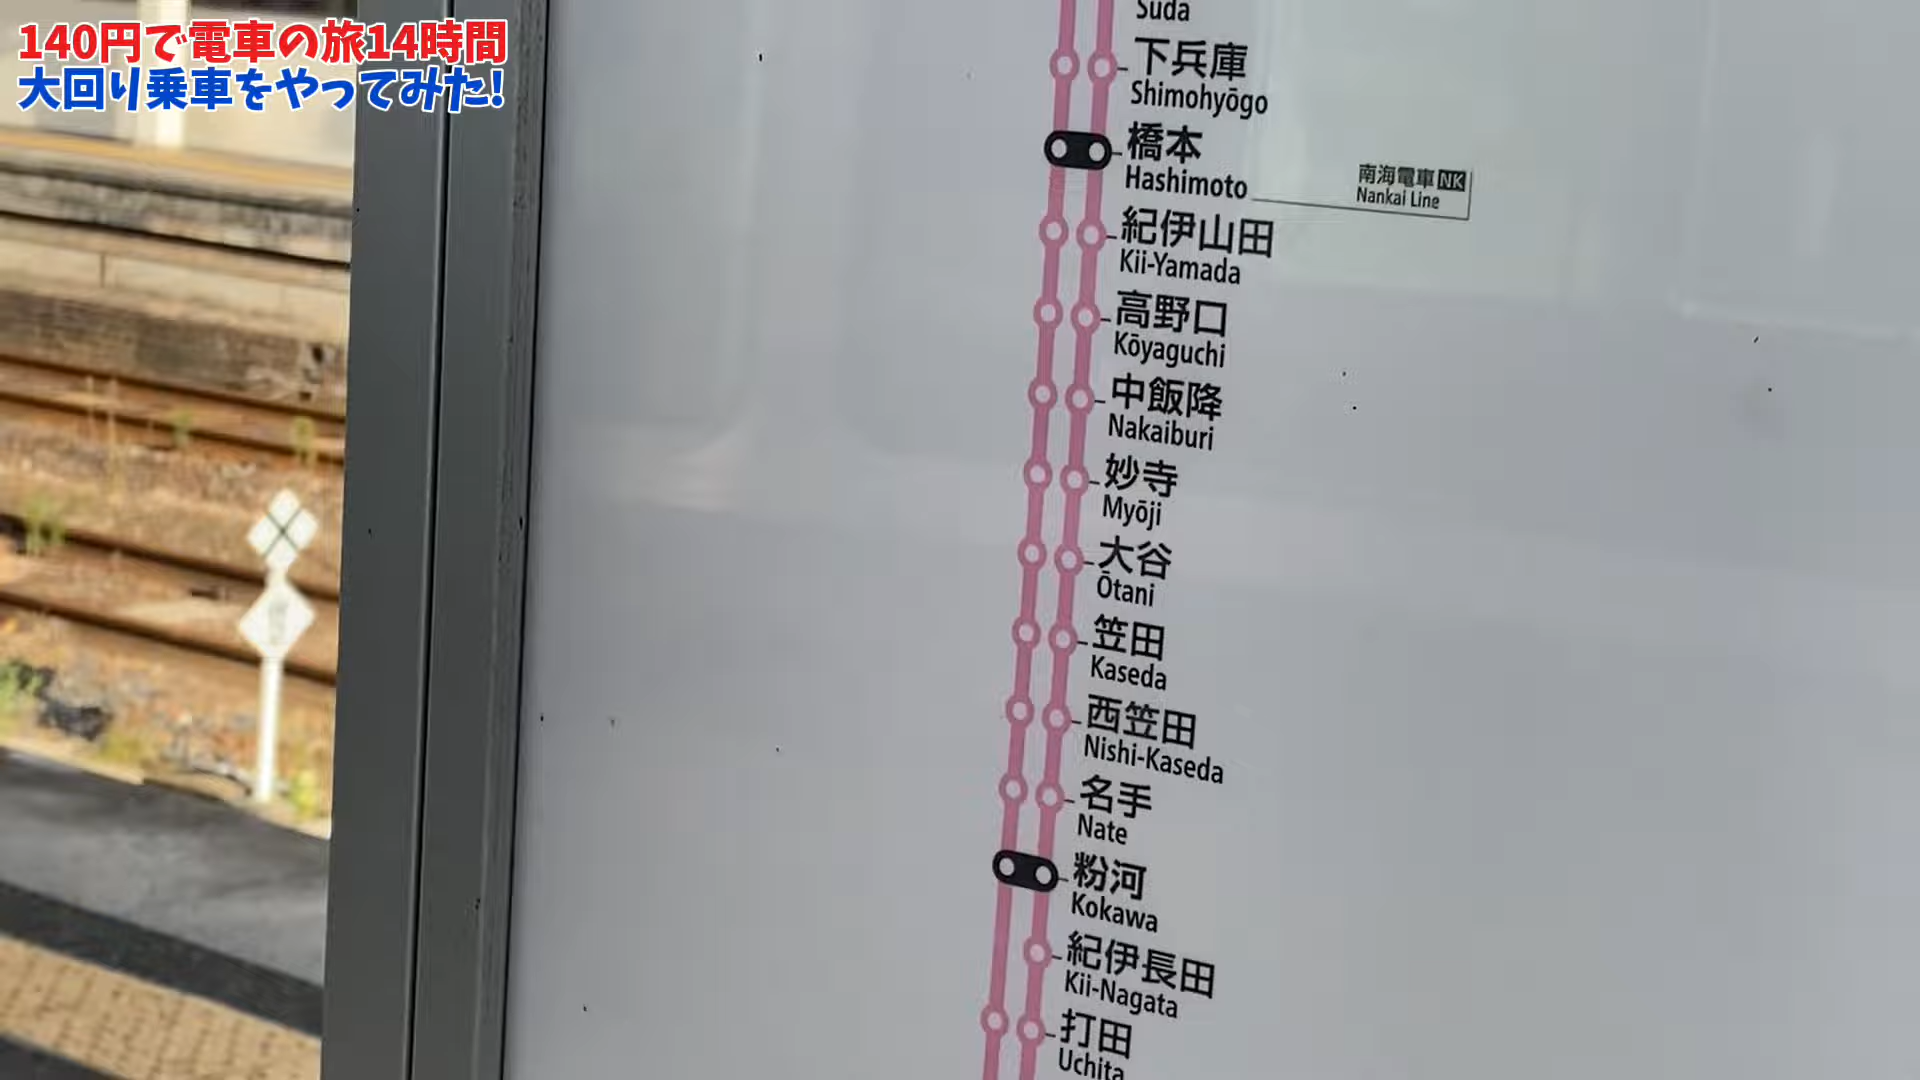 140円で電車の旅14時間
大回り乗車をやってみた!
Suda
下兵庫
Shimohyōgo
橋本
Hashimoto
南海電車 NK
Nankai Line
紀伊山田
Kii-Yamada
高野口
Kōyaguchi
中飯降
Nakaiburi
妙寺
Myōji
大谷
Ōtani
笠田
Kaseda
西笠田
Nishi-Kaseda
名手
Nate
粉河
Kokawa
紀伊長田
Kii-Nagata
打田
Uchita